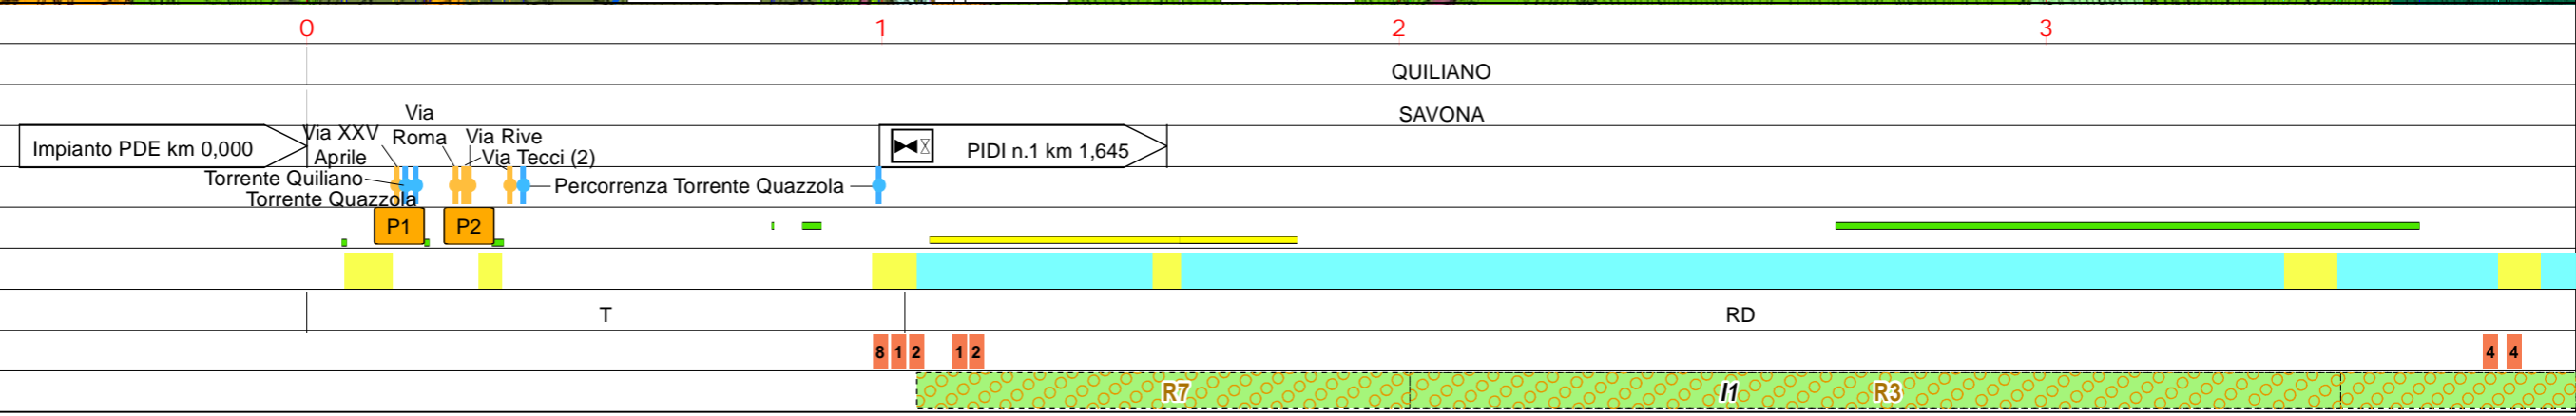 0 1 2 3
QUILIANO
SAVONA
Impianto PDE km 0,000
Via XXV
Aprile
Via
Roma
Via Rive
Via Tecci (2)
PIDI n.1 km 1,645
Torrente Quiliano
Torrente Quazzola
Percorrenza Torrente Quazzola
P1 P2
T RD
8 1 2 1 2 4 4
R7 I1 R3